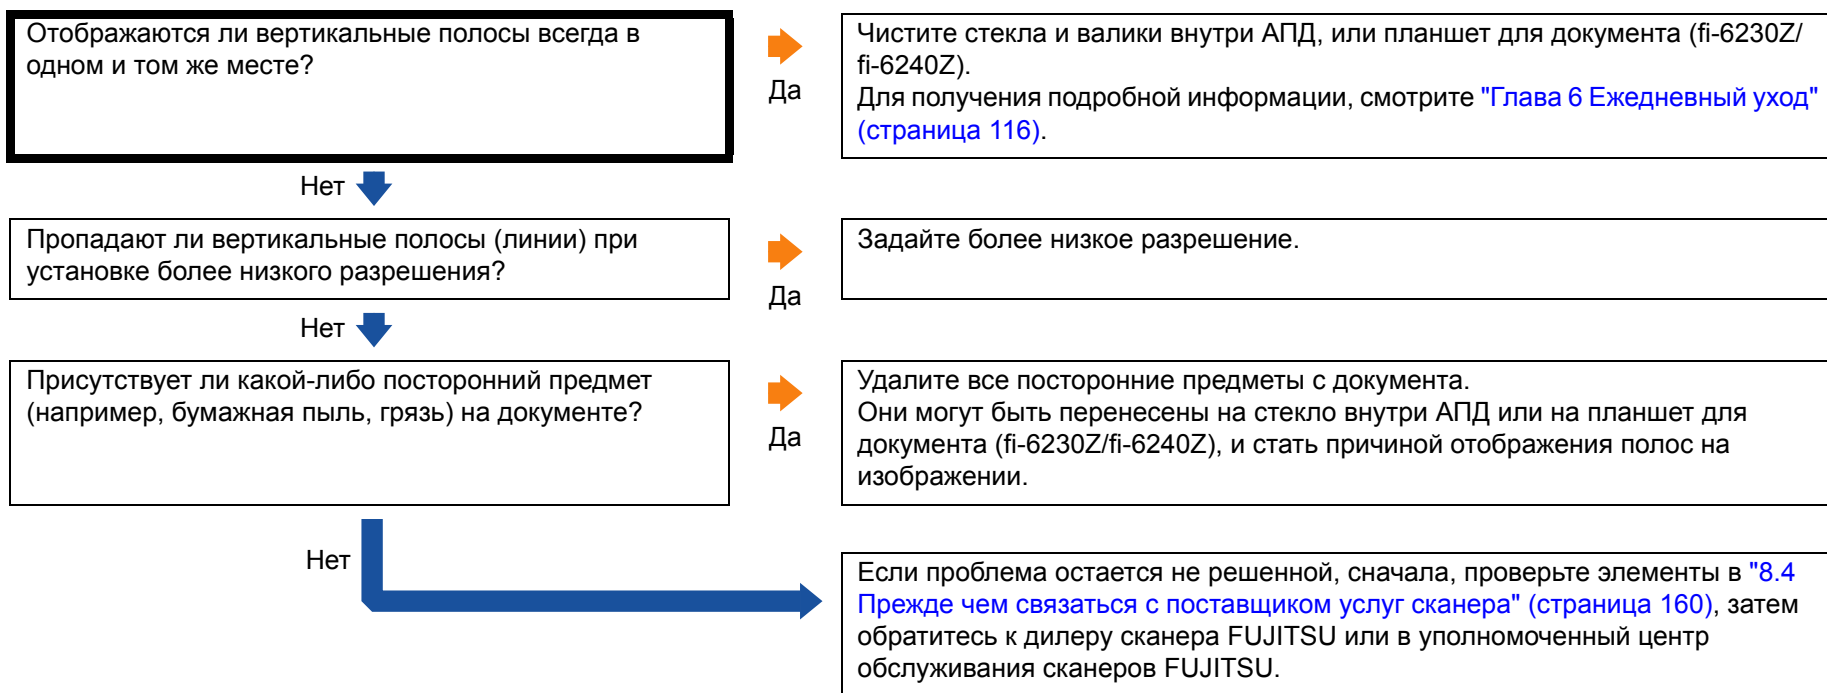 Отображаются ли вертикальные полосы всегда в
одном и том же месте?
Да
Чистите стекла и валики внутри АПД, или планшет для документа (fi-6230Z/
fi-6240Z).
Для получения подробной информации, смотрите "Глава 6 Ежедневный уход"
(страница 116).
Нет
Пропадают ли вертикальные полосы (линии) при
установке более низкого разрешения?
Да
Задайте более низкое разрешение.
Нет
Присутствует ли какой-либо посторонний предмет
(например, бумажная пыль, грязь) на документе?
Да
Удалите все посторонние предметы с документа.
Они могут быть перенесены на стекло внутри АПД или на планшет для
документа (fi-6230Z/fi-6240Z), и стать причиной отображения полос на
изображении.
Нет
Если проблема остается не решенной, сначала, проверьте элементы в "8.4
Прежде чем связаться с поставщиком услуг сканера" (страница 160), затем
обратитесь к дилеру сканера FUJITSU или в уполномоченный центр
обслуживания сканеров FUJITSU.